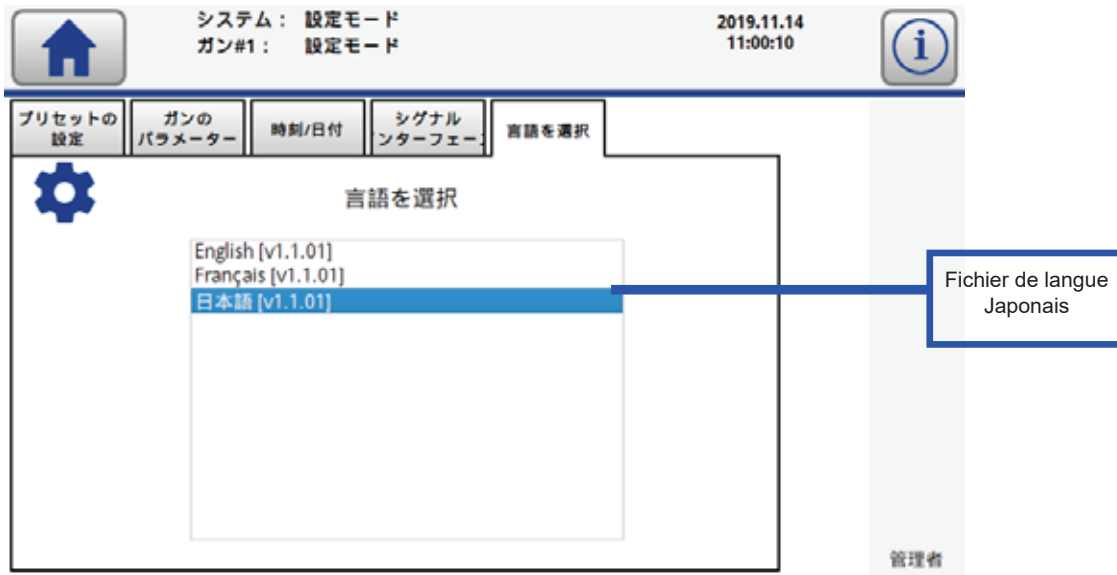 システム： 設定モード
ガン#1： 設定モード
2019.11.14
11:00:10
i
プリセットの
設定
ガンの
パラメーター
時刻/日付
シグナル
ンターフェー
言語を選択
言語を選択
English [v1.1.01]
Français [v1.1.01]
日本語 [v1.1.01]
Fichier de langue
Japonais
管理者